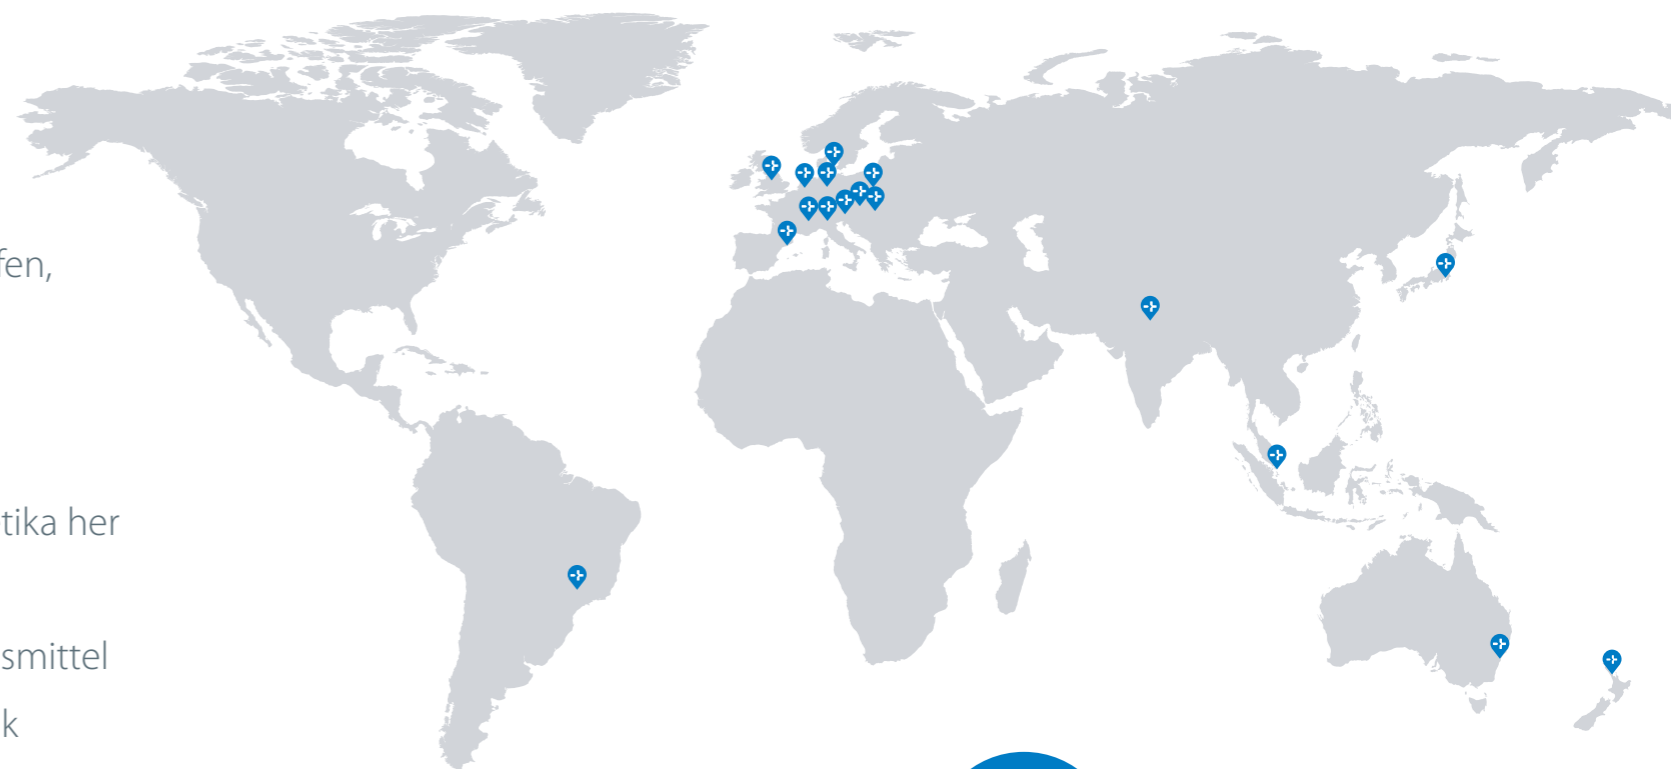 fen,
tika her
smittel
k